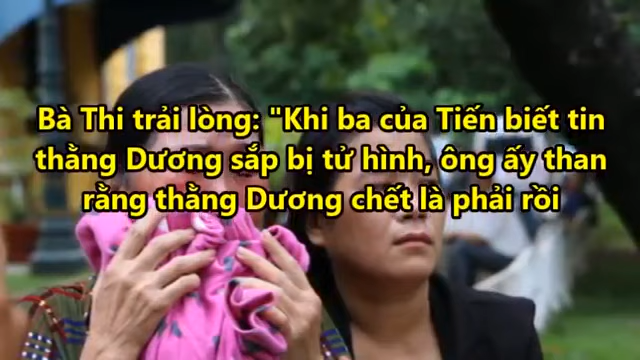 Bà Thi trải lòng: "Khi ba của Tiến biết tin
thằng Dương sắp bị tử hình, ông ấy than
rằng thằng Dương chết là phải rồi